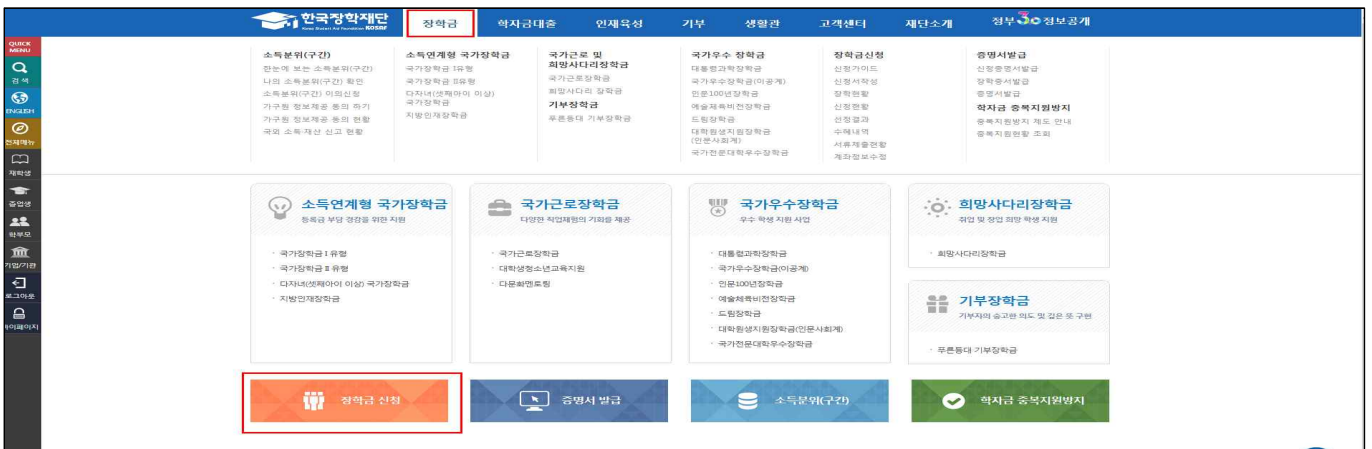 한국장학재단
Korea Student Aid Foundation KOSAF
장학금
학자금대출
인재육성
기부
생활관
고객센터
재단소개
정부3.0정보공개
QUICK MENU
검색
ENGLISH
전체메뉴
재학생
졸업생
학부모
기업/기관
로그아웃
마이페이지
소득분위(구간)
한눈에 보는 소득분위(구간)
나의 소득분위(구간) 확인
소득분위(구간) 이의신청
가구원 정보제공 동의 하기
가구원 정보제공 동의 현황
국외 소득·재산 신고 현황
소득연계형 국가장학금
국가장학금 I유형
국가장학금 II유형
다자녀(셋째아이 이상)
국가장학금
지방인재장학금
국가근로 및
희망사다리장학금
국가근로장학금
희망사다리 장학금
기부장학금
푸른등대 기부장학금
국가우수 장학금
대통령과학장학금
국가우수장학금(이공계)
인문100년장학금
예술체육비전장학금
드림장학금
대학원생지원장학금
(인문사회계)
국가전문대학우수장학금
장학금신청
신청가이드
신청서작성
장학현황
신청현황
선정결과
수혜내역
서류제출현황
계좌정보수정
증명서발급
신청증명서발급
장학증서발급
증명서발급
학자금 중복지원방지
중복지원방지 제도 안내
중복지원현황 조회
소득연계형 국가장학금
등록금 부담 경감을 위한 지원
· 국가장학금 I 유형
· 국가장학금 II 유형
· 다자녀(셋째아이 이상) 국가장학금
· 지방인재장학금
국가근로장학금
다양한 직업체험의 기회를 제공
· 국가근로장학금
· 대학생청소년교육지원
· 다문화멘토링
국가우수장학금
우수 학생 지원 사업
· 대통령과학장학금
· 국가우수장학금(이공계)
· 인문100년장학금
· 예술체육비전장학금
· 드림장학금
· 대학원생지원장학금(인문사회계)
· 국가전문대학우수장학금
희망사다리장학금
취업 및 창업 희망 학생 지원
· 희망사다리장학금
기부장학금
기부자의 숭고한 의도 및 깊은 뜻 구현
· 푸른등대 기부장학금
장학금 신청
증명서 발급
소득분위(구간)
학자금 중복지원방지